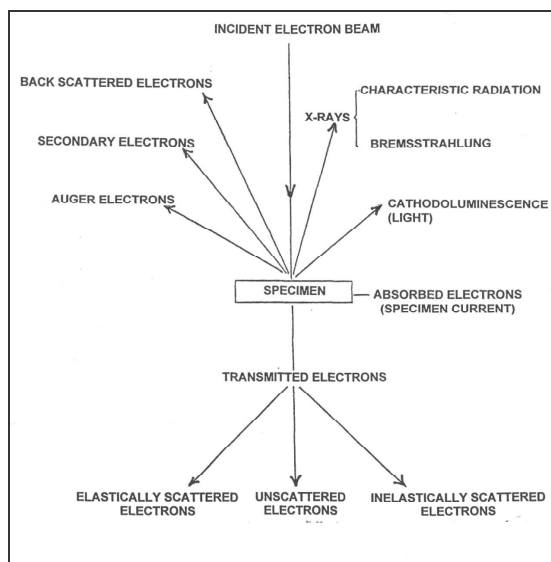 INCIDENT ELECTRON BEAM
BACK SCATTERED ELECTRONS
CHARACTERISTIC RADIATION
X-RAYS
SECONDARY ELECTRONS
BREMSSTRAHLUNG
AUGER ELECTRONS
CATHODOLUMINESCENCE
(LIGHT)
SPECIMEN
ABSORBED ELECTRONS
(SPECIMEN CURRENT)
TRANSMITTED ELECTRONS
ELASTICALLY SCATTERED
ELECTRONS
UNSCATTERED
ELECTRONS
INELASTICALLY SCATTERED
ELECTRONS